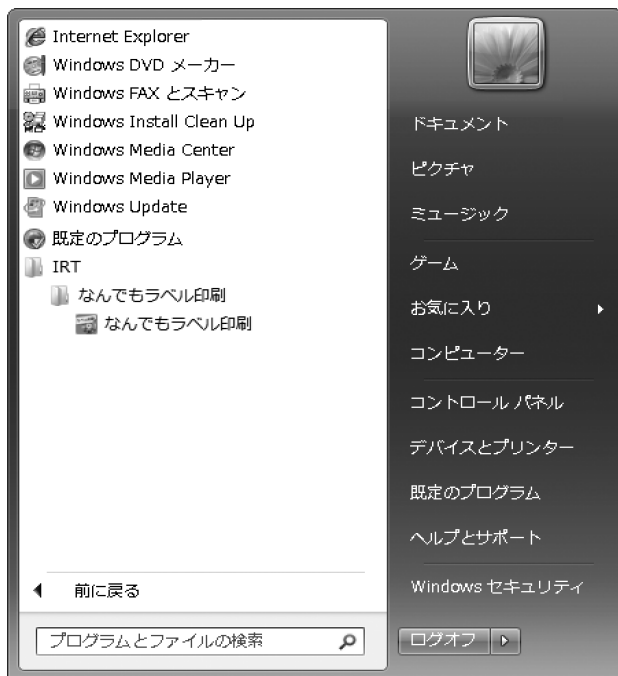 Internet Explorer
Windows DVD メーカー
Windows FAX とスキャン
Windows Install Clean Up
Windows Media Center
Windows Media Player
Windows Update
既定のプログラム
IRT
なんでもラベル印刷
なんでもラベル印刷
前に戻る
プログラムとファイルの検索
ドキュメント
ピクチャ
ミュージック
ゲーム
お気に入り
コンピューター
コントロール パネル
デバイスとプリンター
既定のプログラム
ヘルプとサポート
Windows セキュリティ
ログオフ